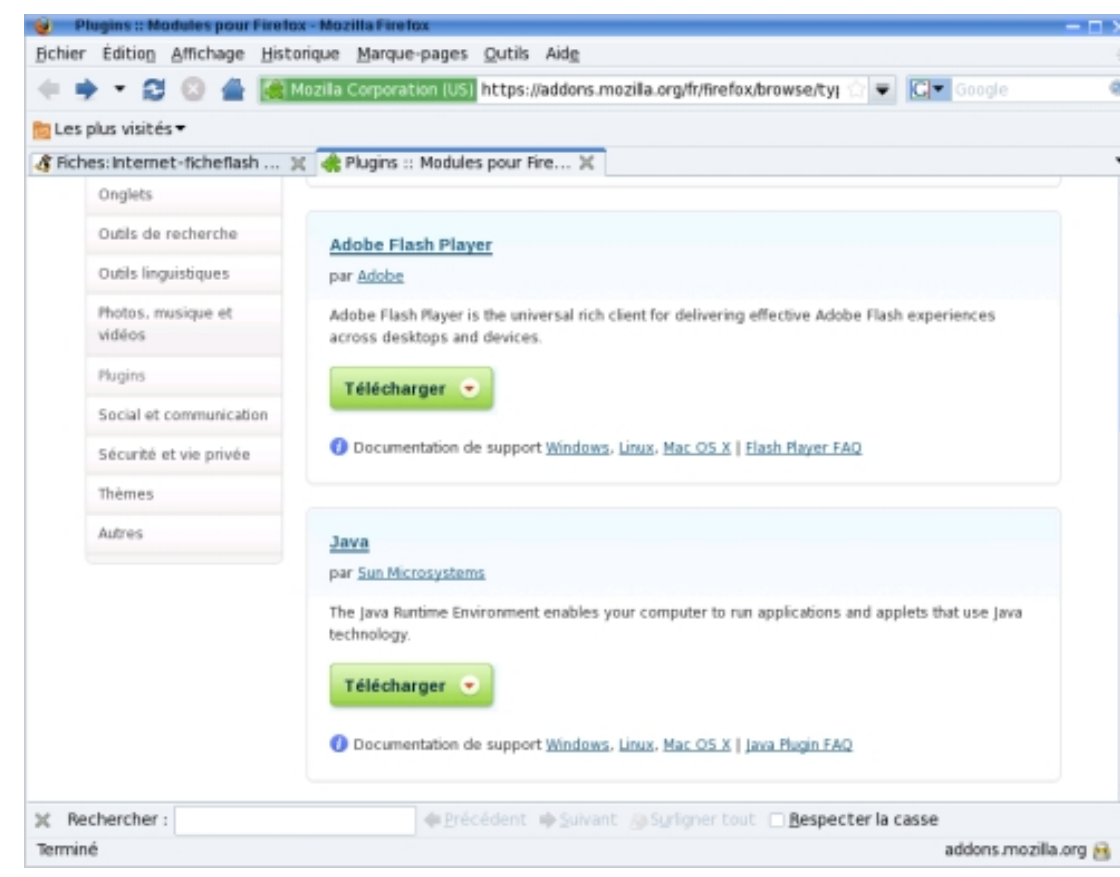 Plugins :: Modules pour Firefox - Mozilla Firefox
Fichier Édition Affichage Historique Marque-pages Outils Aide
Mozilla Corporation (US) https://addons.mozilla.org/fr/firefox/browse/typ Google
Les plus visités
Fiches:Internet-ficheflash ... Plugins :: Modules pour Fire...
Onglets
Outils de recherche
Outils linguistiques
Photos, musique et
vidéos
Plugins
Social et communication
Sécurité et vie privée
Thèmes
Autres
Adobe Flash Player
par Adobe
Adobe Flash Player is the universal rich client for delivering effective Adobe Flash experiences
across desktops and devices.
Télécharger
Documentation de support Windows, Linux, Mac OS X | Flash Player FAQ
Java
par Sun Microsystems
The Java Runtime Environment enables your computer to run applications and applets that use Java
technology.
Télécharger
Documentation de support Windows, Linux, Mac OS X | Java Plugin FAQ
Rechercher : Précédent Suivant Surligner tout Respecter la casse
Terminé addons.mozilla.org